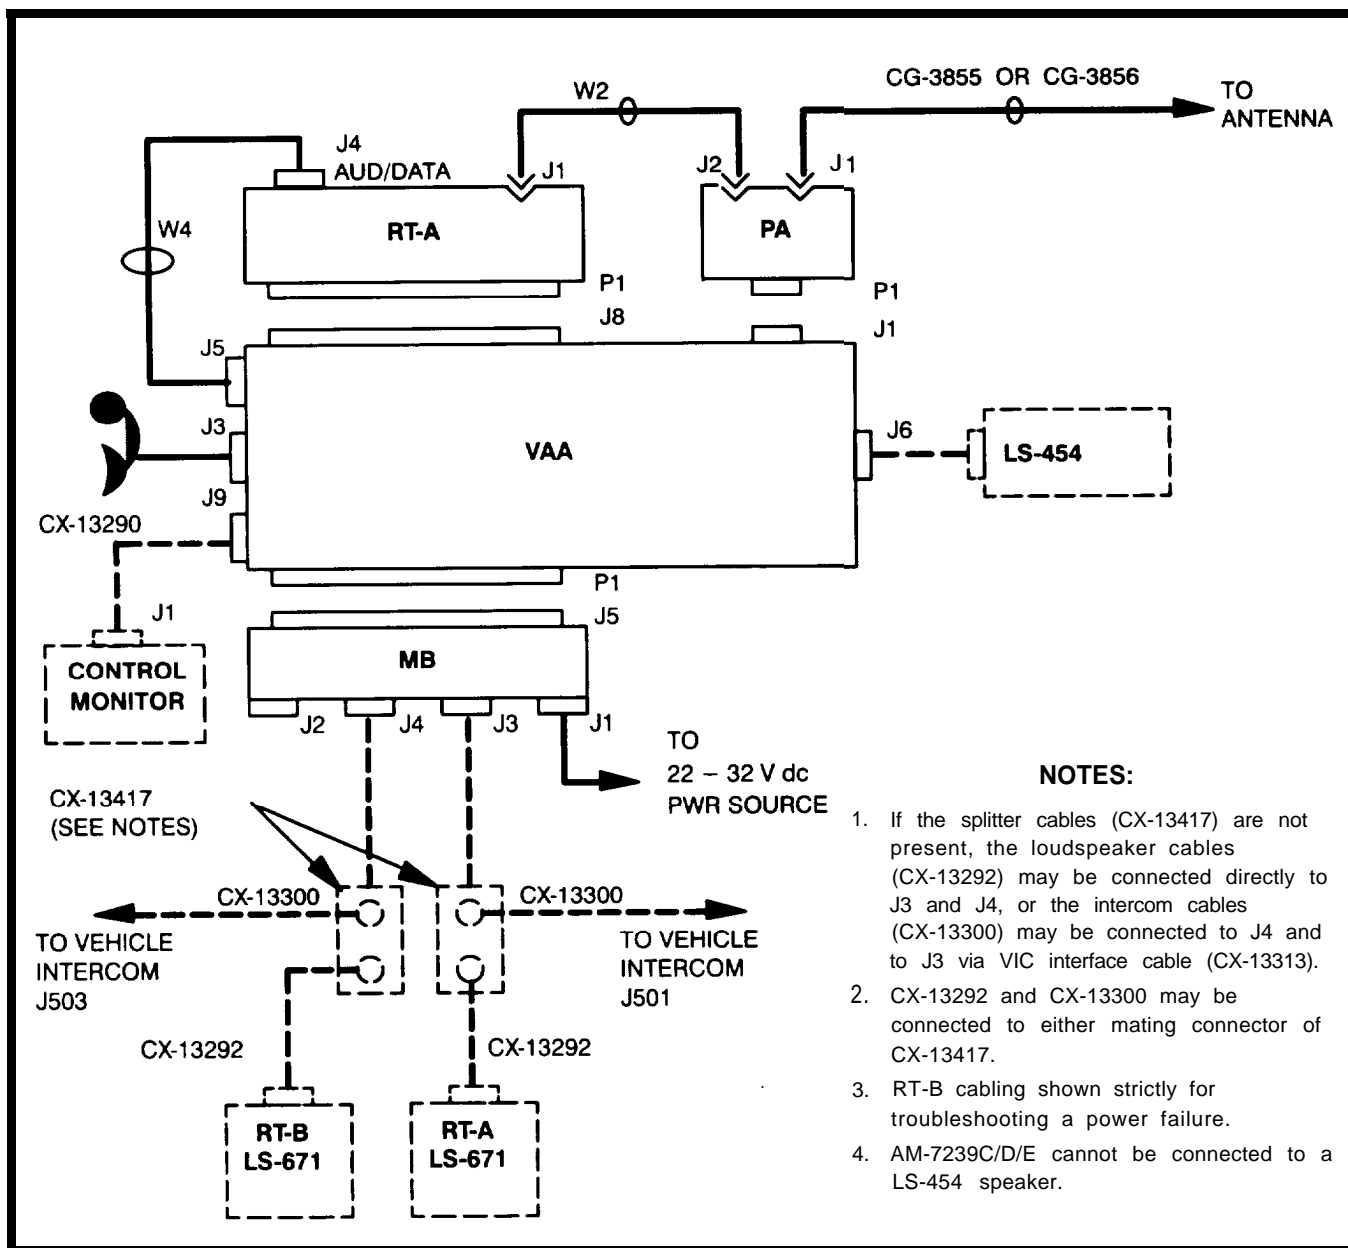 CG-3855 OR CG-3856
TO
ANTENNA
W2
J4
AUD/DATA
J1
J2
J1
W4
RT-A
PA
P1
P1
J8
J1
J5
J3
VAA
J6
LS-454
J9
CX-13290
P1
J5
J1
CONTROL
MONITOR
MB
J2
J4
J3
J1
TO
22 – 32 V dc
PWR SOURCE
CX-13417
(SEE NOTES)
CX-13300
CX-13300
TO VEHICLE
INTERCOM
J503
TO VEHICLE
INTERCOM
J501
CX-13292
CX-13292
RT-B
LS-671
RT-A
LS-671
NOTES:
1. If the splitter cables (CX-13417) are not
present, the loudspeaker cables
(CX-13292) may be connected directly to
J3 and J4, or the intercom cables
(CX-13300) may be connected to J4 and
to J3 via VIC interface cable (CX-13313).
2. CX-13292 and CX-13300 may be
connected to either mating connector of
CX-13417.
3. RT-B cabling shown strictly for
troubleshooting a power failure.
4. AM-7239C/D/E cannot be connected to a
LS-454 speaker.